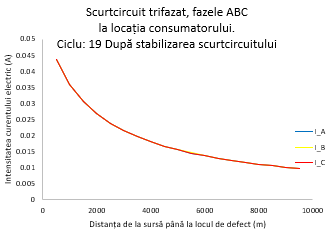 Scurtcircuit trifazat, fazele ABC
la locația consumatorului.
Ciclu: 19 După stabilizarea scurtcircuitului
Intensitatea curentului electric (A)
0.05
0.045
0.04
0.035
0.03
0.025
0.02
0.015
0.01
0.005
0
0 2000 4000 6000 8000 10000
Distanța de la sursă până la locul de defect (m)
I_A
I_B
I_C